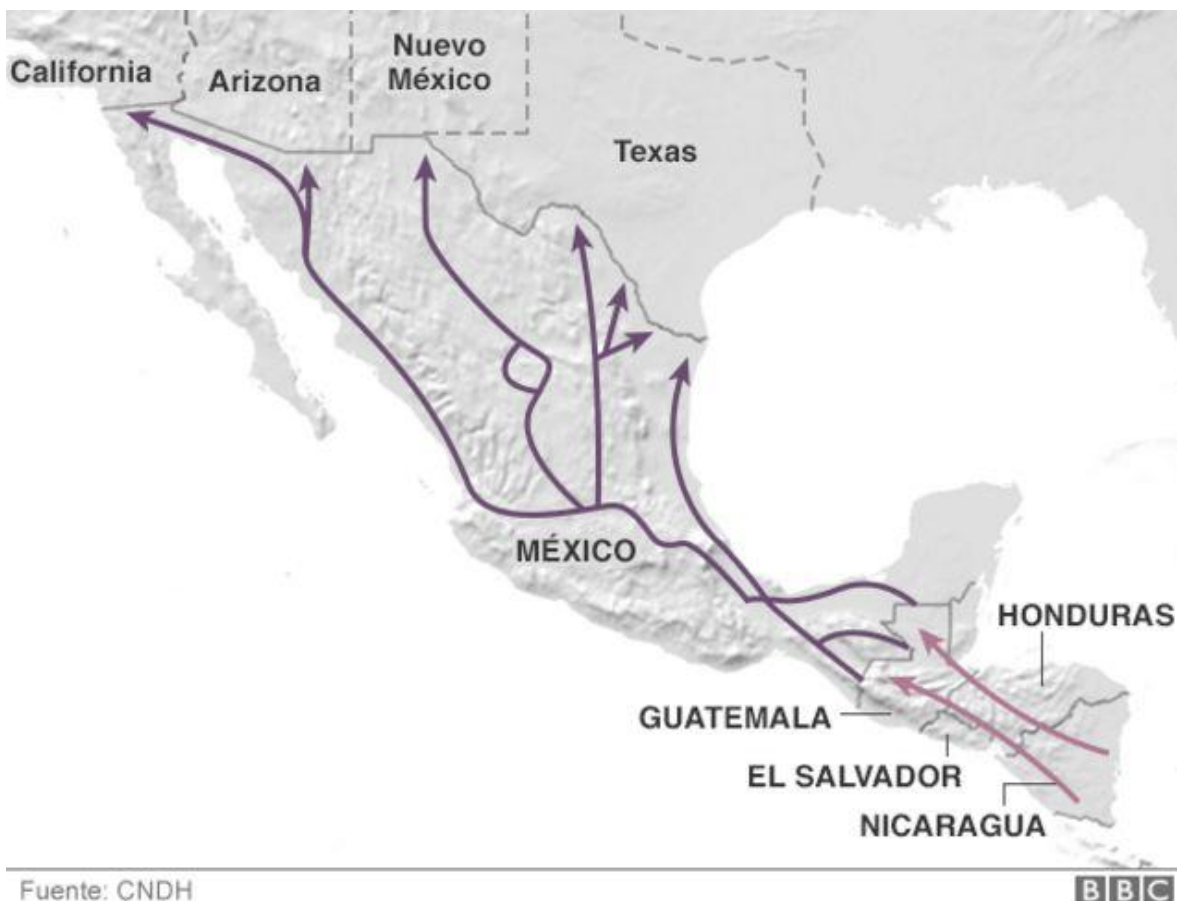 California
Arizona
Nuevo
México
Texas
MÉXICO
HONDURAS
GUATEMALA
EL SALVADOR
NICARAGUA
Fuente: CNDH
BBC